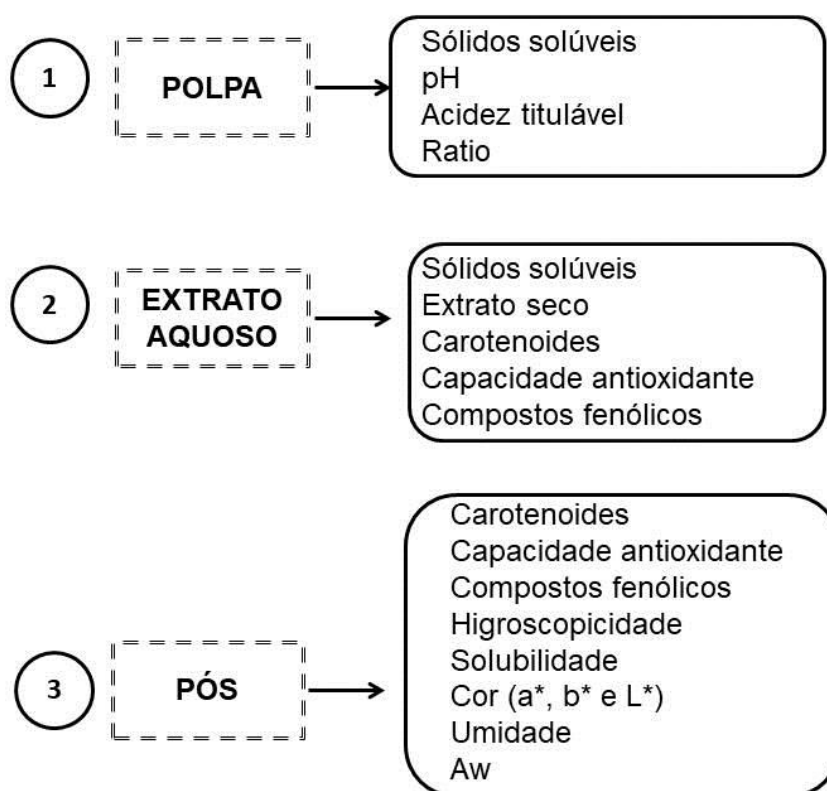 1
POLPA
Sólidos solúveis
pH
Acidez titulável
Ratio
2
EXTRATO
AQUOSO
Sólidos solúveis
Extrato seco
Carotenoides
Capacidade antioxidante
Compostos fenólicos
3
PÓS
Carotenoides
Capacidade antioxidante
Compostos fenólicos
Higroscopicidade
Solubilidade
Cor (a*, b* e L*)
Umidade
Aw